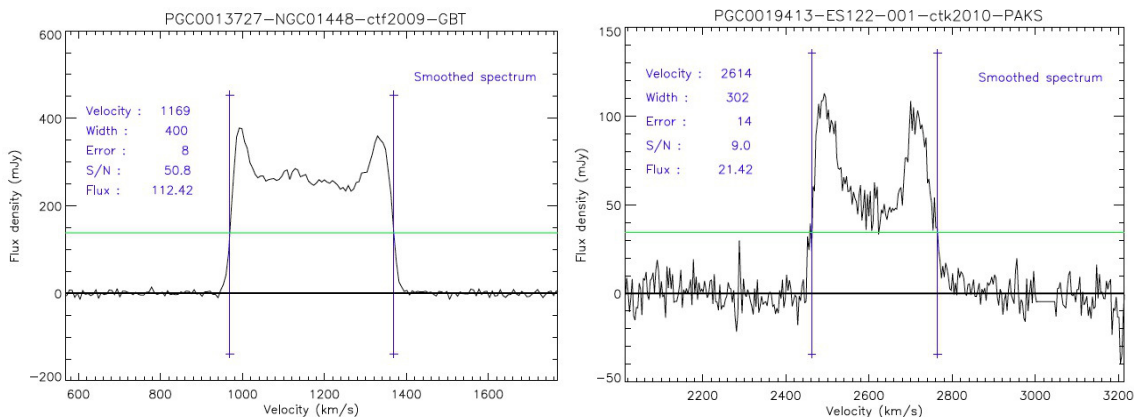 PGC0013727-NGC01448-ctf2009-GBT
600
400
200
0
-200
Flux density (mJy)
Smoothed spectrum
Velocity : 1169
Width : 400
Error : 8
S/N : 50.8
Flux : 112.42
600 800 1000 1200 1400 1600
Velocity (km/s)
PGC0019413-ES122-001-ctk2010-PAKS
150
100
50
0
-50
Flux density (mJy)
Smoothed spectrum
Velocity : 2614
Width : 302
Error : 14
S/N : 9.0
Flux : 21.42
2200 2400 2600 2800 3000 3200
Velocity (km/s)